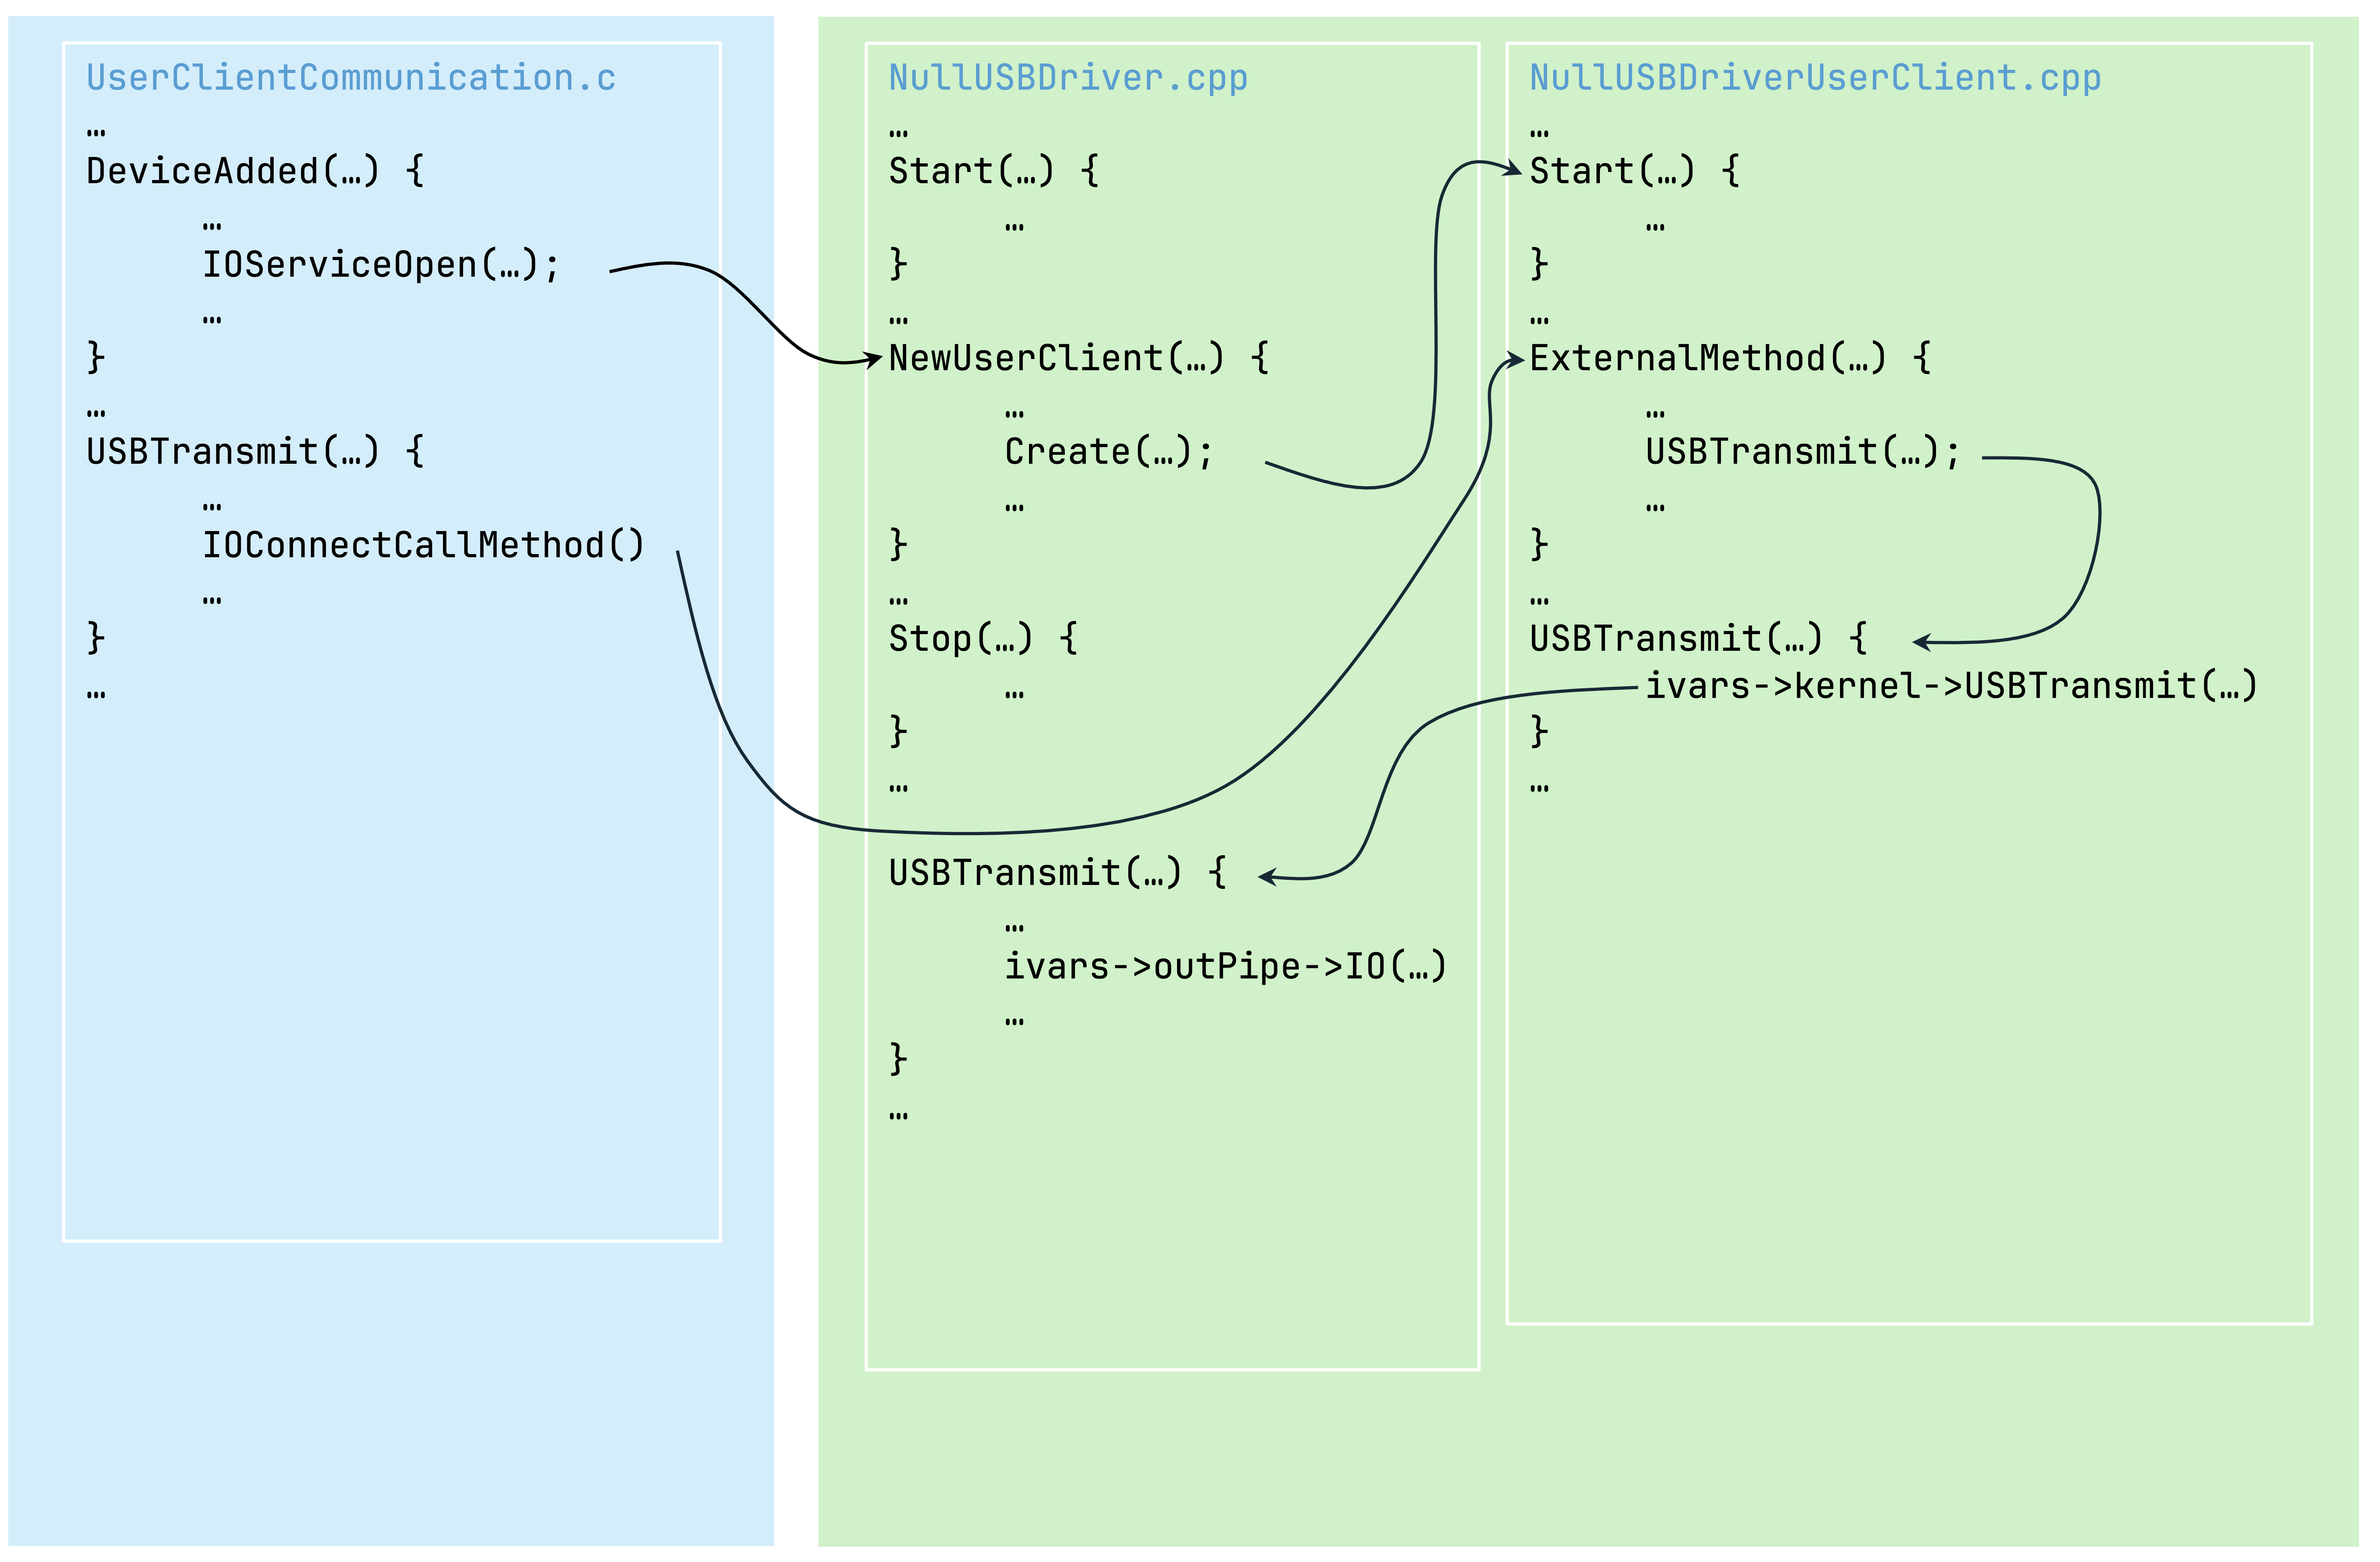 UserClientCommunication.c
…
DeviceAdded(…) {
…
IOServiceOpen(…);
…
}
…
USBTransmit(…) {
…
IOConnectCallMethod()
…
}
…
NullUSBDriver.cpp
…
Start(…) {
…
}
…
NewUserClient(…) {
…
Create(…);
…
}
…
Stop(…) {
…
}
…
USBTransmit(…) {
…
ivars->outPipe->IO(…)
…
}
…
NullUSBDriverUserClient.cpp
…
Start(…) {
…
}
…
ExternalMethod(…) {
…
USBTransmit(…);
…
}
…
USBTransmit(…) {
ivars->kernel->USBTransmit(…)
}
…